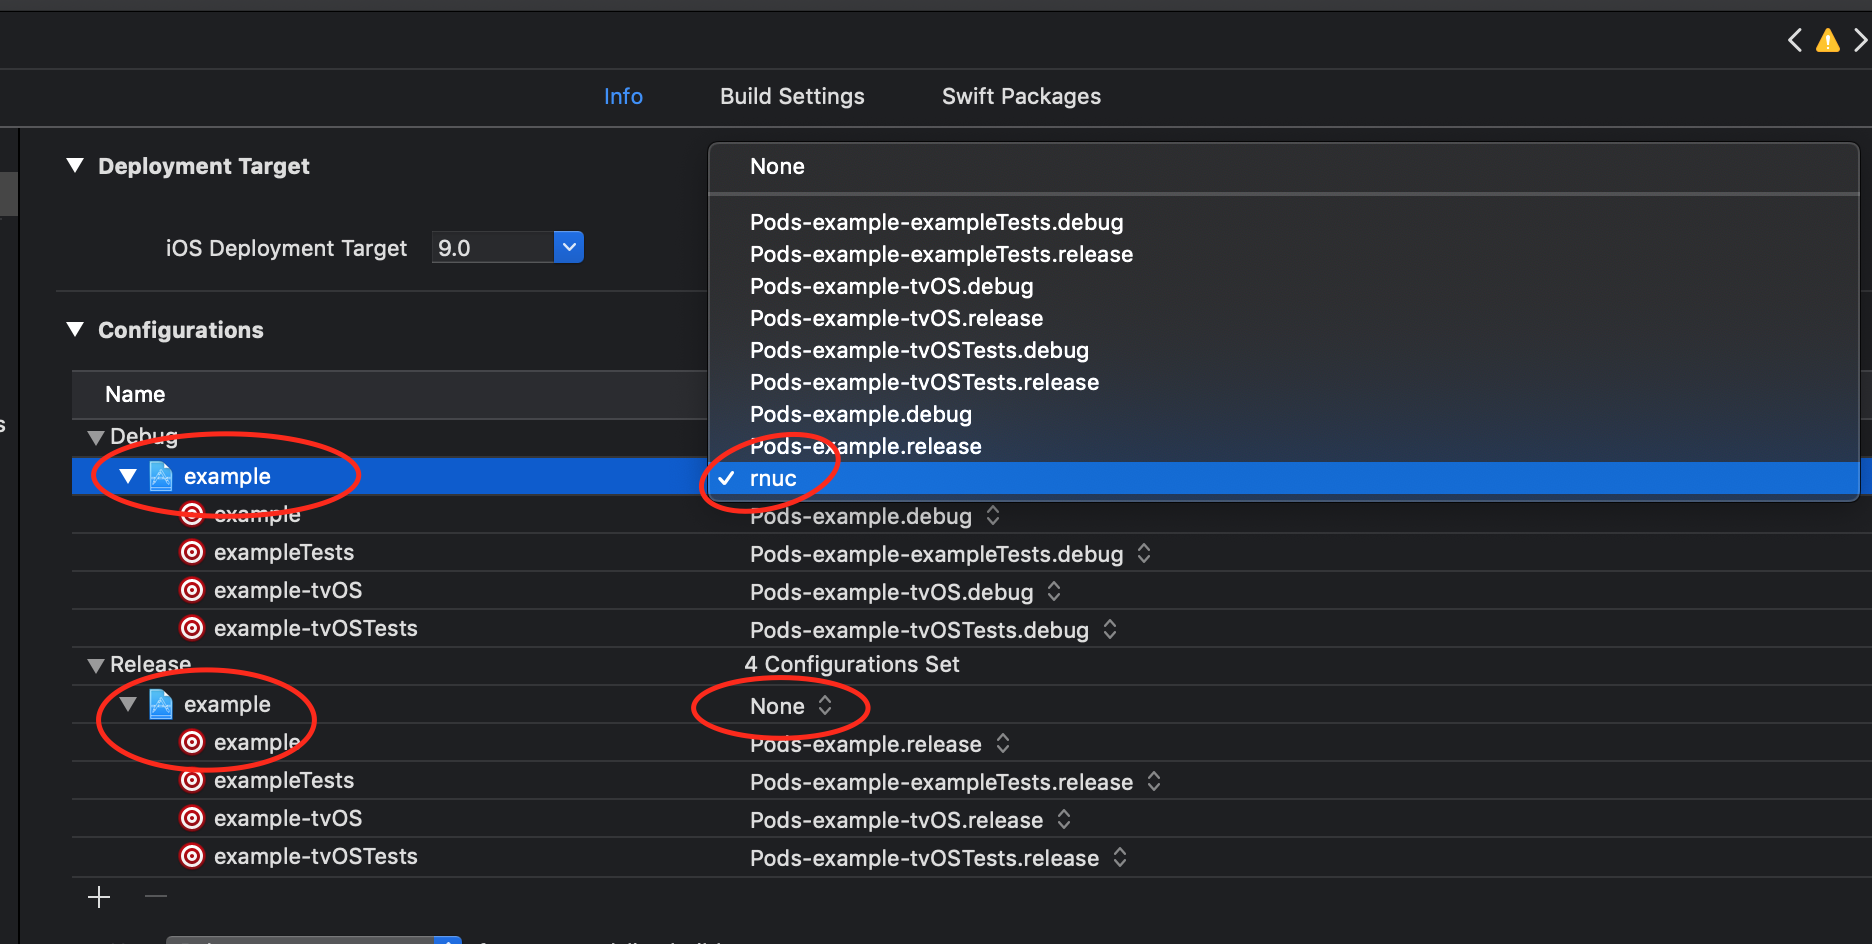 Info Build Settings Swift Packages
Deployment Target
None
iOS Deployment Target 9.0
Pods-example-exampleTests.debug
Pods-example-exampleTests.release
Pods-example-tvOS.debug
Pods-example-tvOS.release
Pods-example-tvOSTests.debug
Pods-example-tvOSTests.release
Pods-example.debug
Pods-example.release
rnuc
Configurations
Name
Debug
example
example Pods-example.debug
exampleTests Pods-example-exampleTests.debug
example-tvOS Pods-example-tvOS.debug
example-tvOSTests Pods-example-tvOSTests.debug
Release 4 Configurations Set
example None
example Pods-example.release
exampleTests Pods-example-exampleTests.release
example-tvOS Pods-example-tvOS.release
example-tvOSTests Pods-example-tvOSTests.release